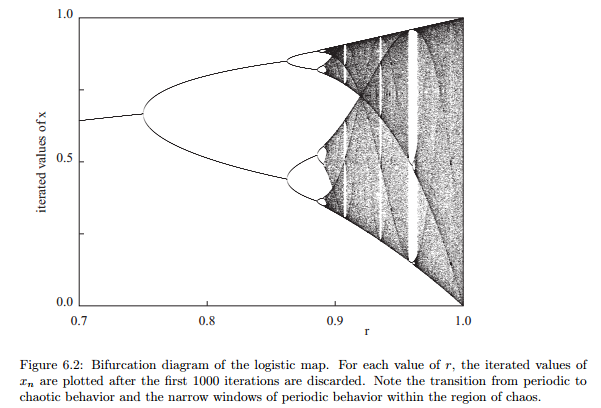 1.0
iterated values of x
0.5
0.0
0.7 0.8 0.9 1.0
r
Figure 6.2: Bifurcation diagram of the logistic map. For each value of r, the iterated values of
xn are plotted after the first 1000 iterations are discarded. Note the transition from periodic to
chaotic behavior and the narrow windows of periodic behavior within the region of chaos.